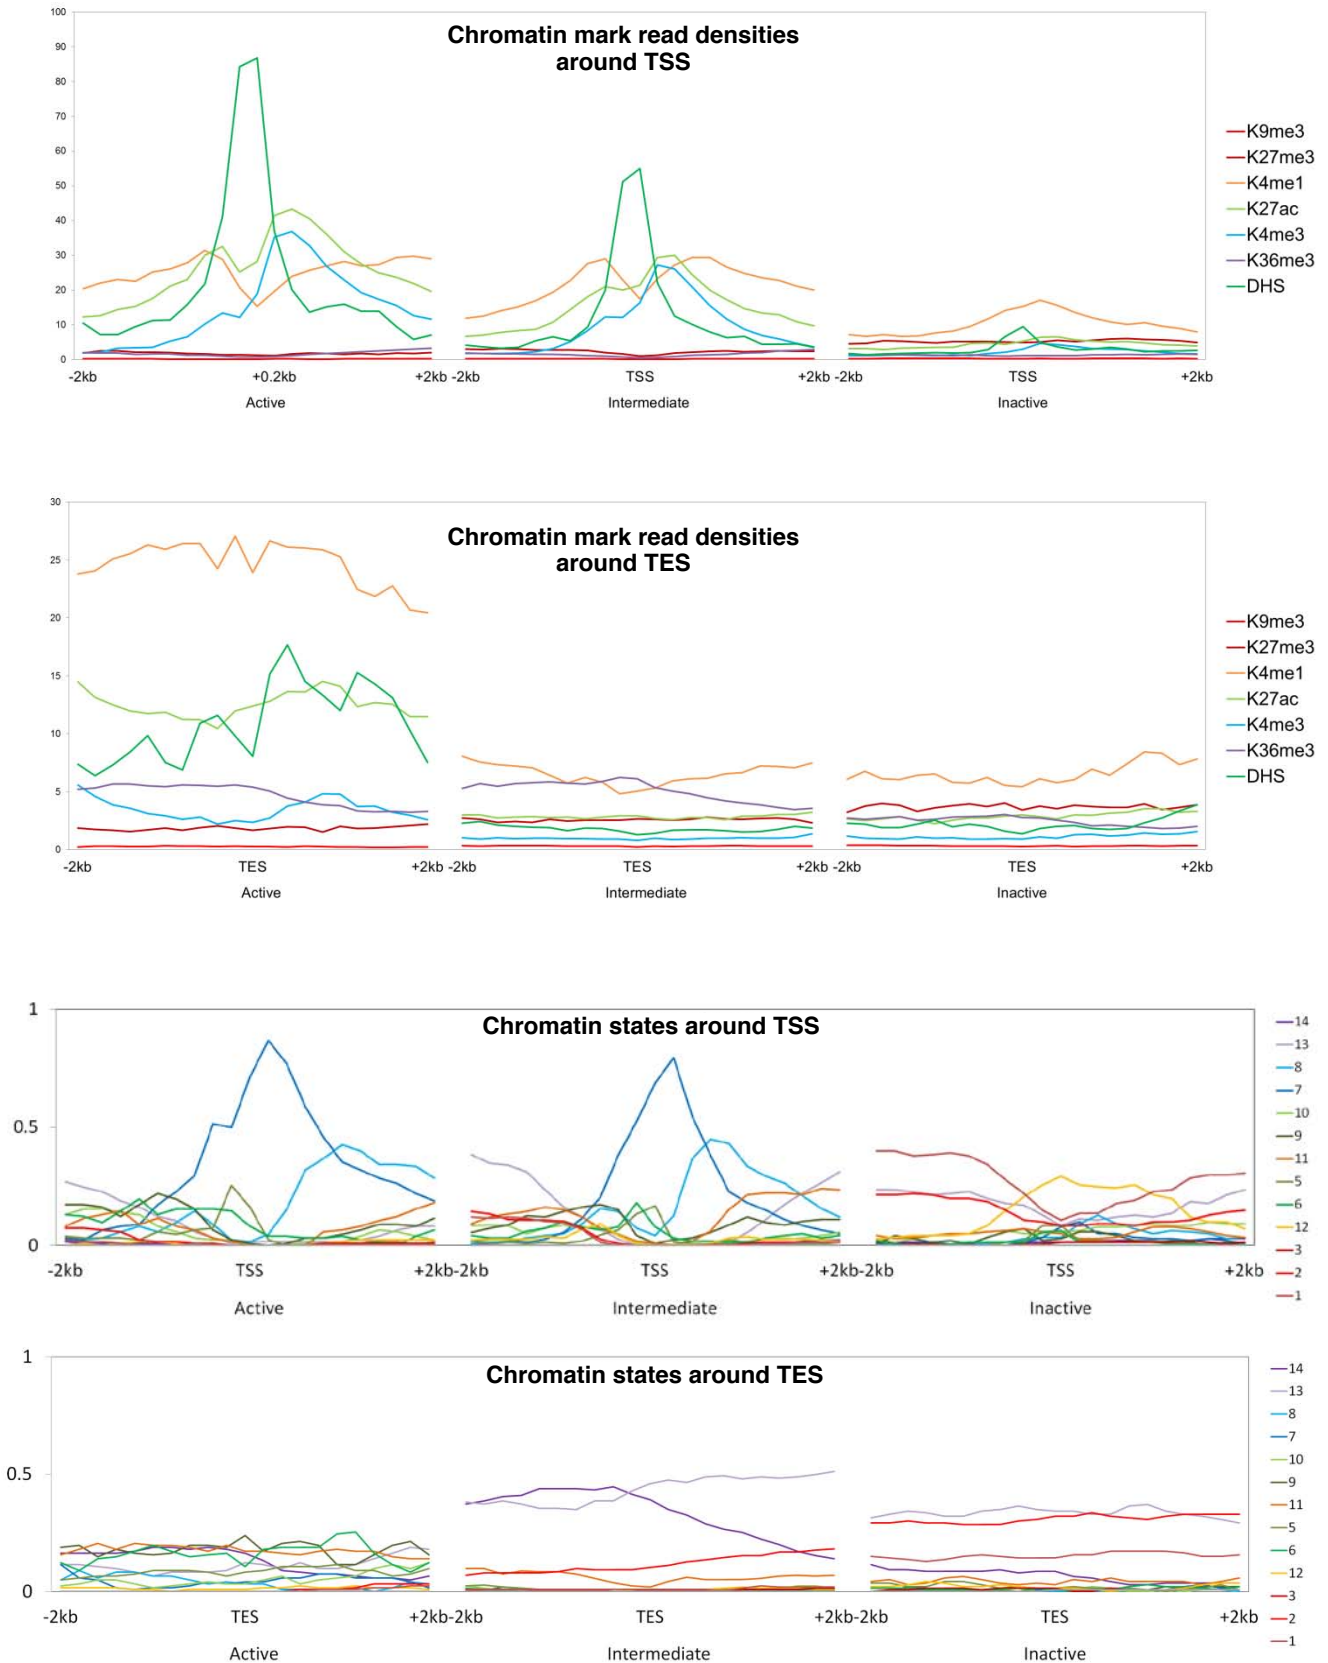 Chromatin mark read densities
around TSS
100
90
80
70
60
50
40
30
20
10
0
-2kb +0.2kb +2kb -2kb TSS +2kb -2kb TSS +2kb
Active Intermediate Inactive
K9me3
K27me3
K4me1
K27ac
K4me3
K36me3
DHS
Chromatin mark read densities
around TES
30
25
20
15
10
5
0
-2kb TES +2kb -2kb TES +2kb -2kb TES +2kb
Active Intermediate Inactive
K9me3
K27me3
K4me1
K27ac
K4me3
K36me3
DHS
Chromatin states around TSS
1
0.5
0
-2kb TSS +2kb-2kb TSS +2kb-2kb TSS +2kb
Active Intermediate Inactive
14
13
8
7
10
9
11
5
6
12
3
2
1
Chromatin states around TES
1
0.5
0
-2kb TES +2kb-2kb TES +2kb-2kb TES +2kb
Active Intermediate Inactive
14
13
8
7
10
9
11
5
6
12
3
2
1